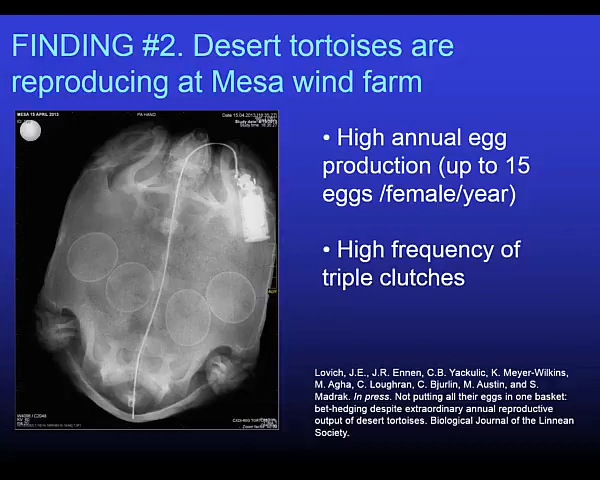 FINDING #2. Desert tortoises are
reproducing at Mesa wind farm
MESA 15 APRIL 2013
PA HAND
• High annual egg
production (up to 15
eggs /female/year)
• High frequency of
triple clutches
Lovich, J.E., J.R. Ennen, C.B. Yackulic, K. Meyer-Wilkins,
M. Agha, C. Loughran, C. Bjurlin, M. Austin, and S.
Madrak. In press. Not putting all their eggs in one basket:
bet-hedging despite extraordinary annual reproductive
output of desert tortoises. Biological Journal of the Linnean
Society.